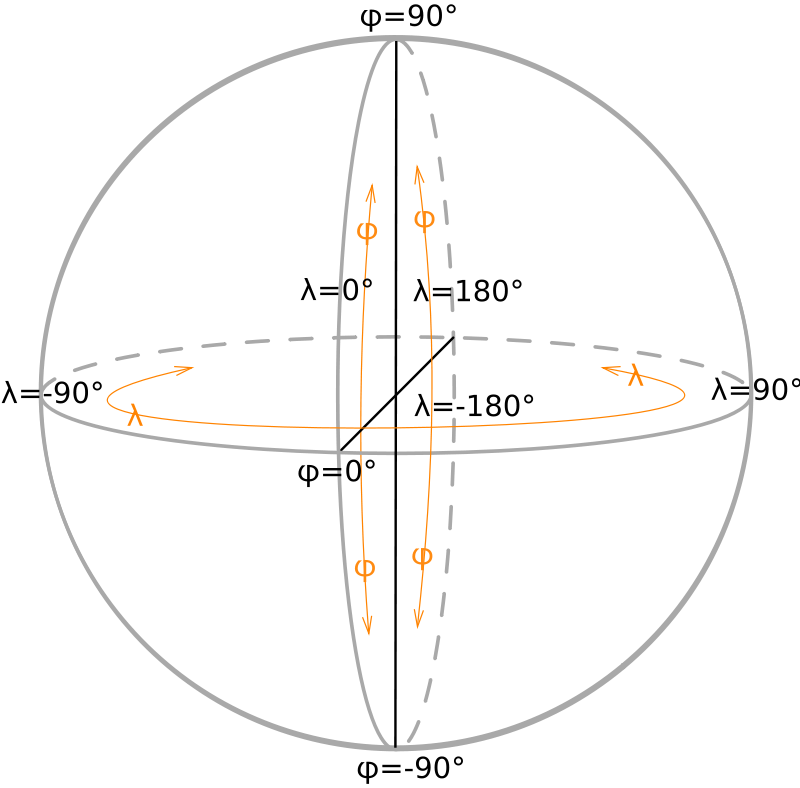 φ=90°
φ
φ
λ=0°
λ=180°
λ
λ=-90°
λ=90°
λ
λ=-180°
φ=0°
φ
φ
φ=-90°